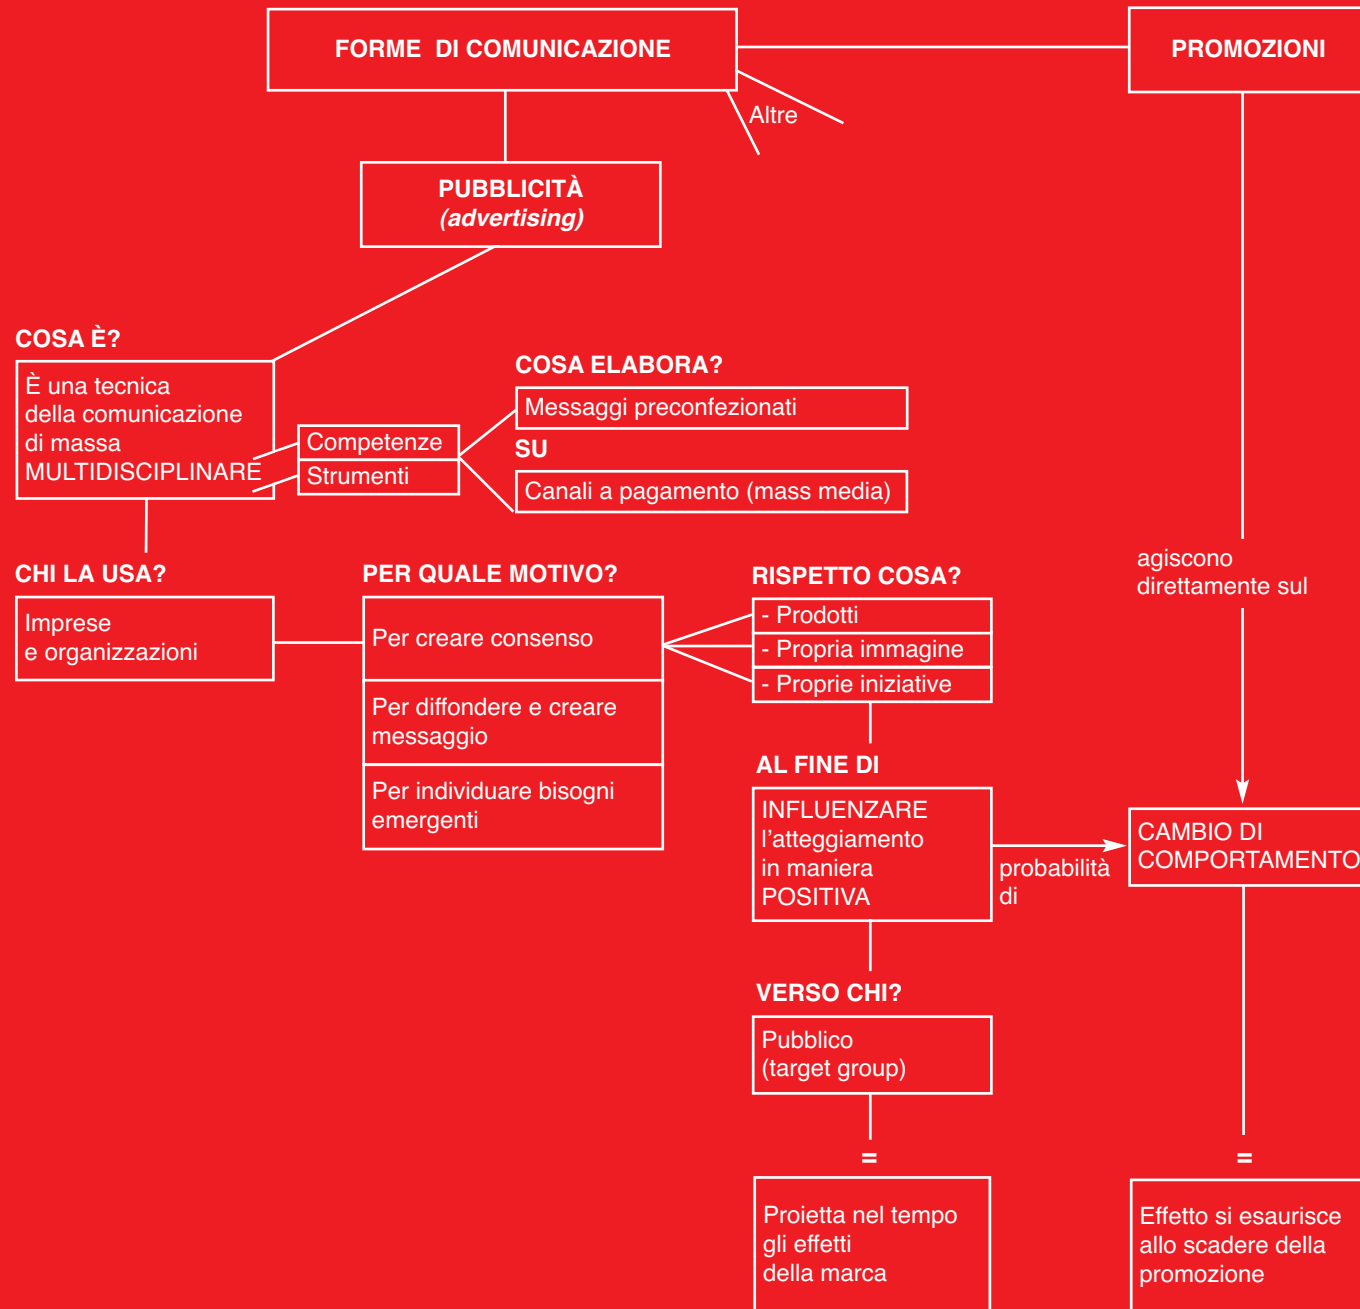 FORME DI COMUNICAZIONE
PROMOZIONI
Altre
PUBBLICITÀ
(advertising)
COSA È?
È una tecnica
della comunicazione
di massa
MULTIDISCIPLINARE
Competenze
Strumenti
COSA ELABORA?
Messaggi preconfezionati
SU
Canali a pagamento (mass media)
CHI LA USA?
Imprese
e organizzazioni
PER QUALE MOTIVO?
Per creare consenso
Per diffondere e creare
messaggio
Per individuare bisogni
emergenti
RISPETTO COSA?
- Prodotti
- Propria immagine
- Proprie iniziative
AL FINE DI
INFLUENZARE
l'atteggiamento
in maniera
POSITIVA
probabilità
di
agiscono
direttamente sul
CAMBIO DI
COMPORTAMENTO
VERSO CHI?
Pubblico
(target group)
=
Proietta nel tempo
gli effetti
della marca
=
Effetto si esaurisce
allo scadere della
promozione